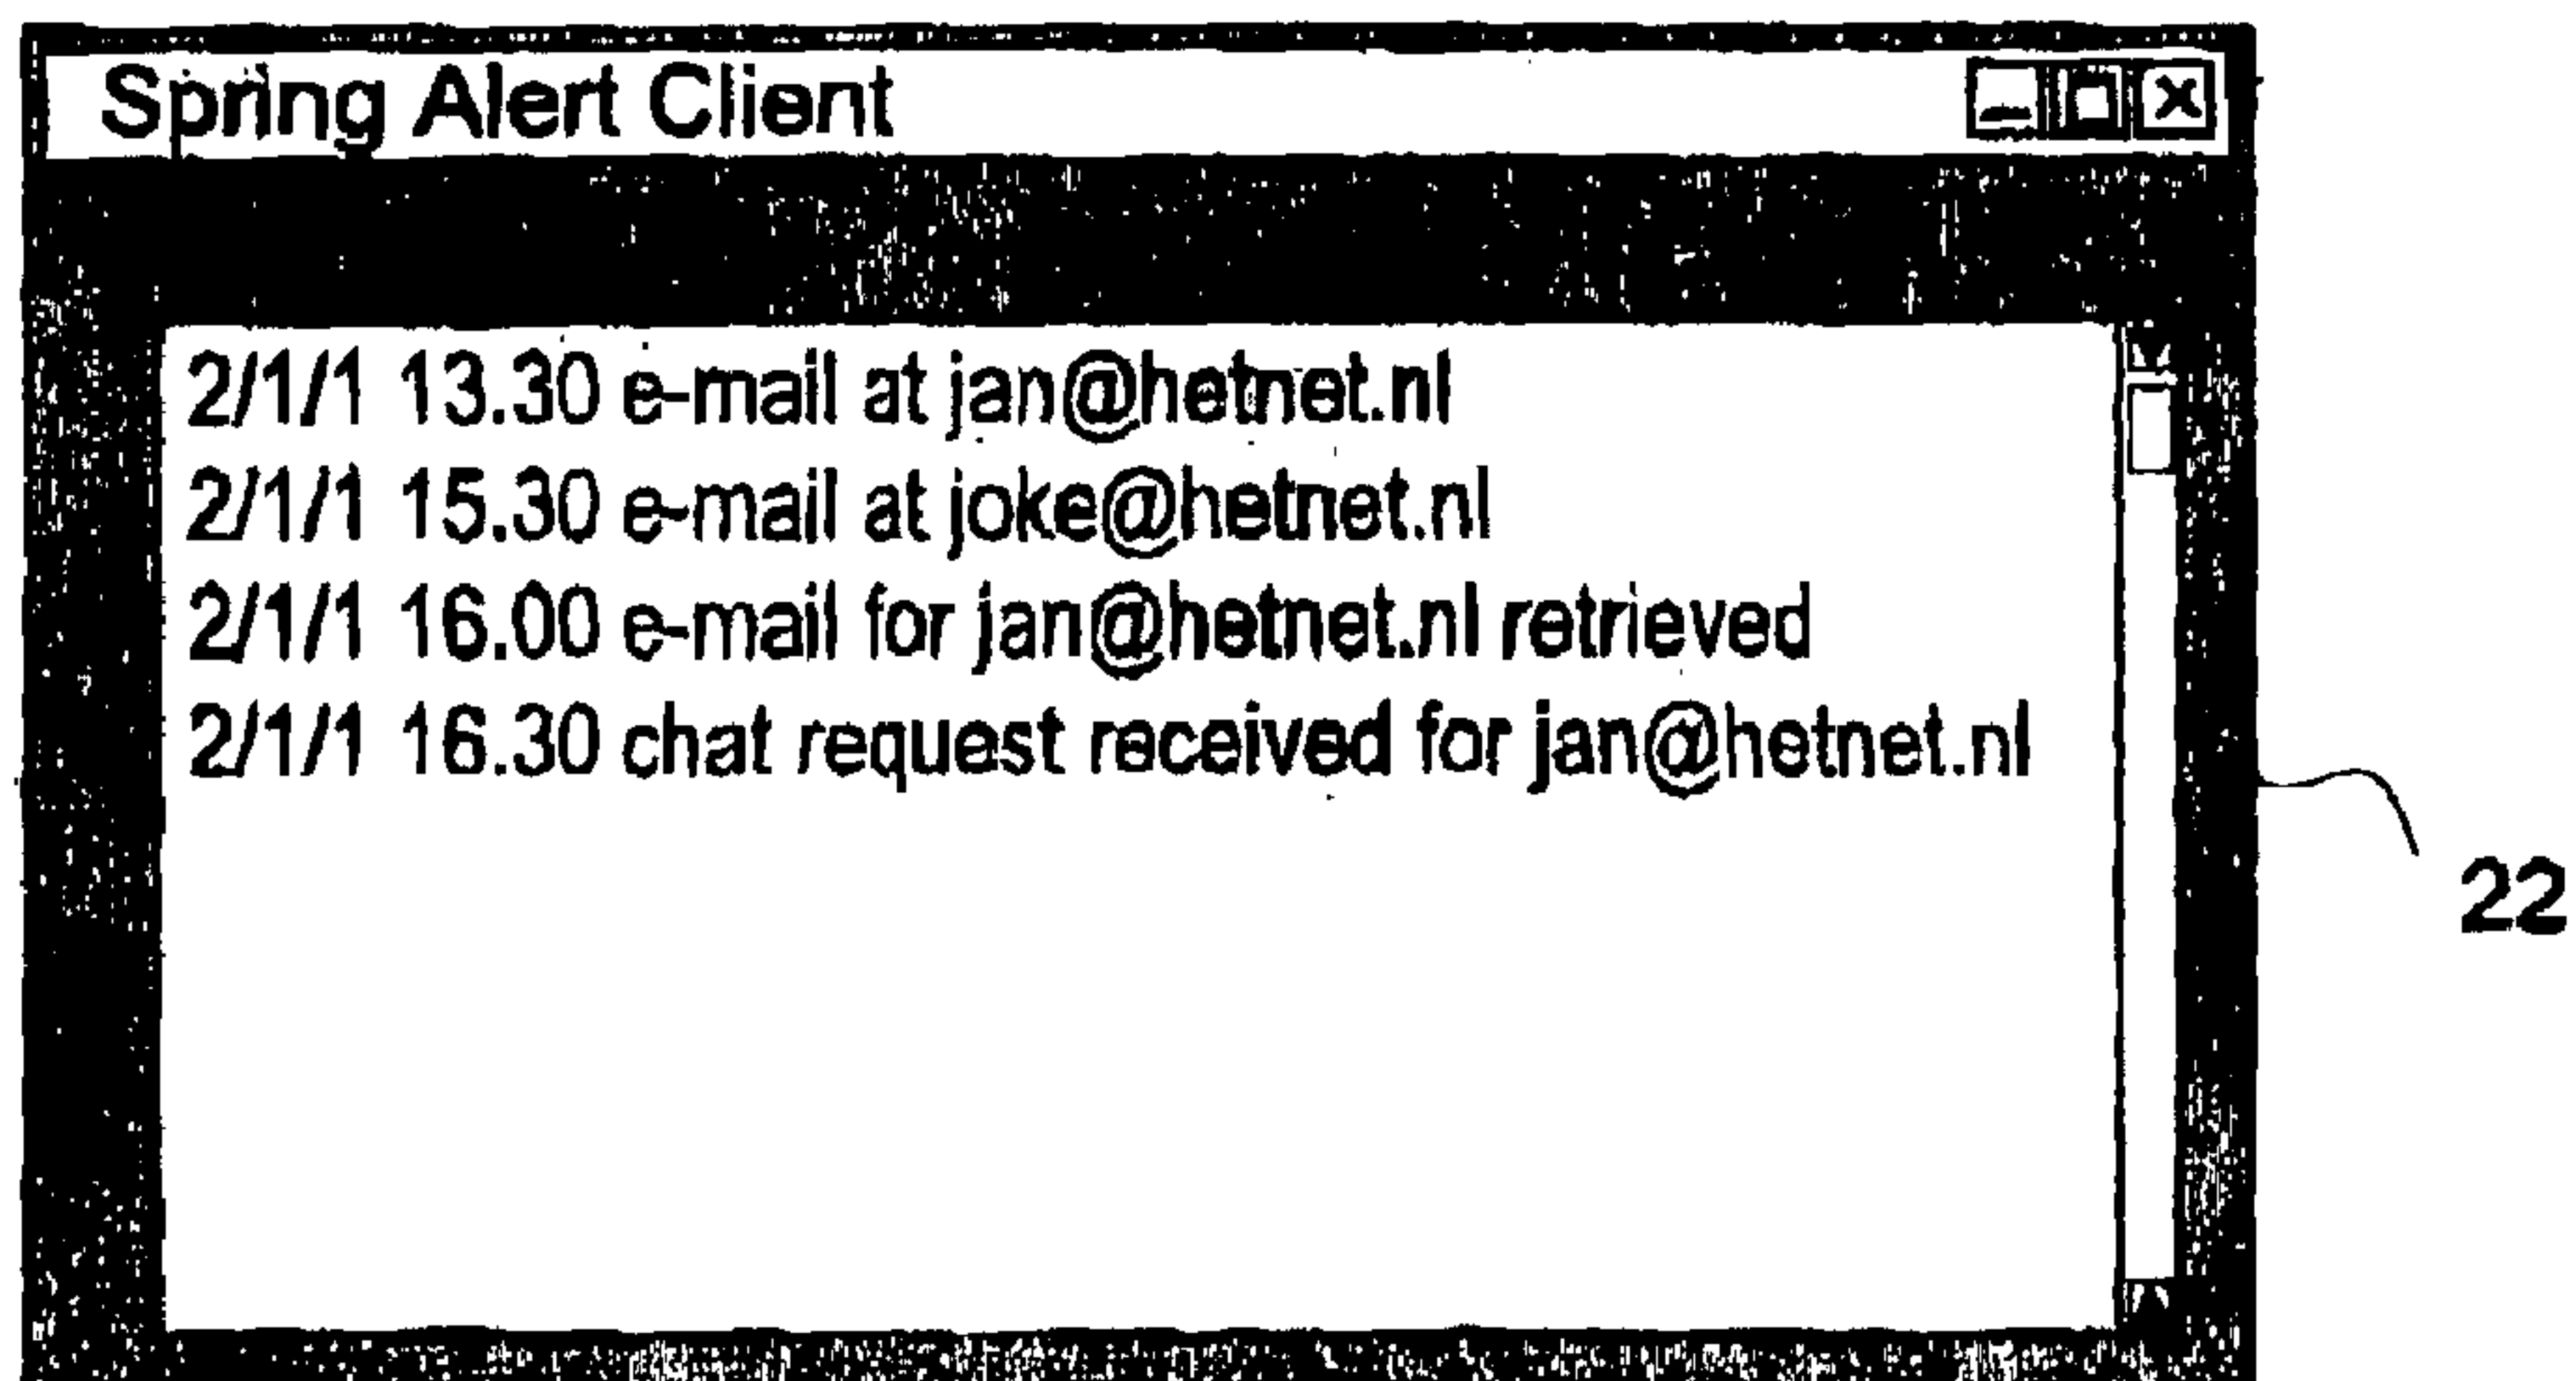 Spring Alert Client
2/1/1 13.30 e-mail at jan@hetnet.nl
2/1/1 15.30 e-mail at joke@hetnet.nl
2/1/1 16.00 e-mail for jan@hetnet.nl retrieved
2/1/1 16.30 chat request received for jan@hetnet.nl
22